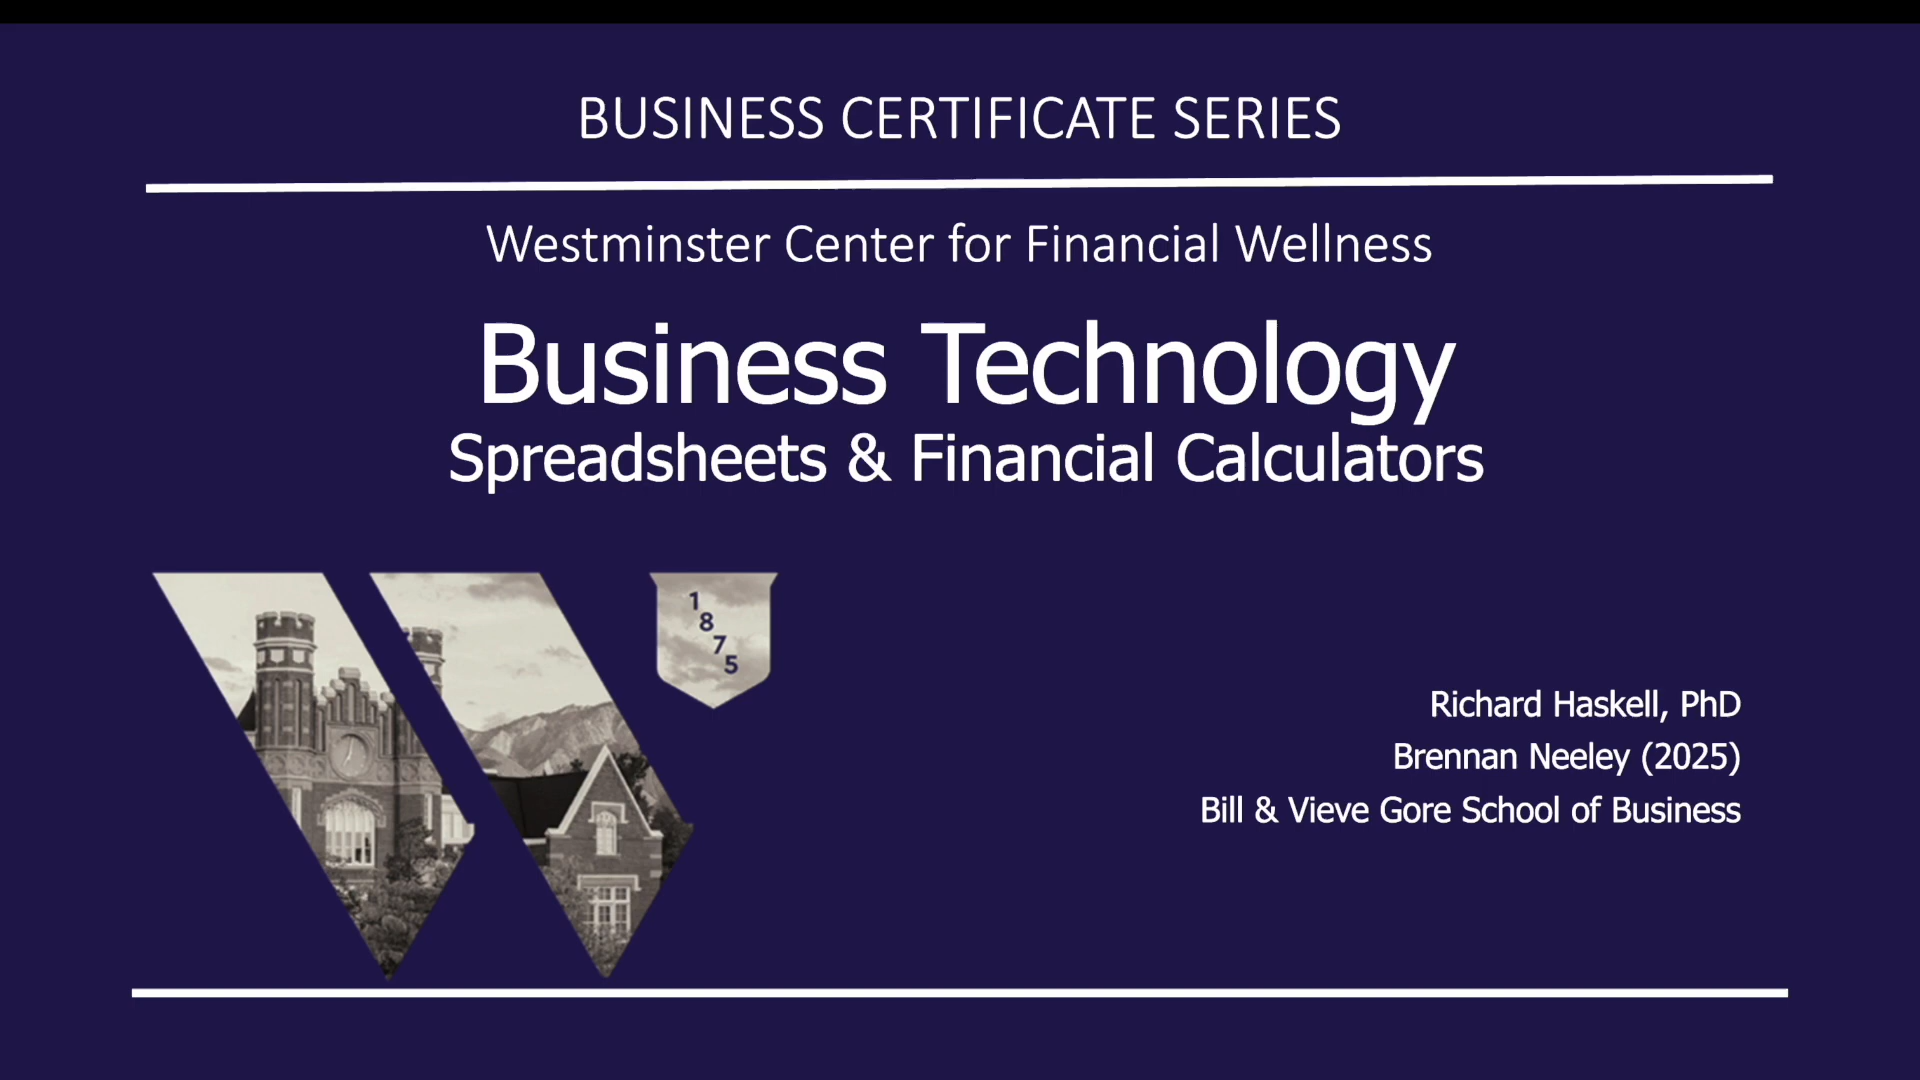 BUSINESS CERTIFICATE SERIES
Westminster Center for Financial Wellness
Business Technology
Spreadsheets & Financial Calculators
1
8
7
5
Richard Haskell, PhD
Brennan Neeley (2025)
Bill & Vieve Gore School of Business